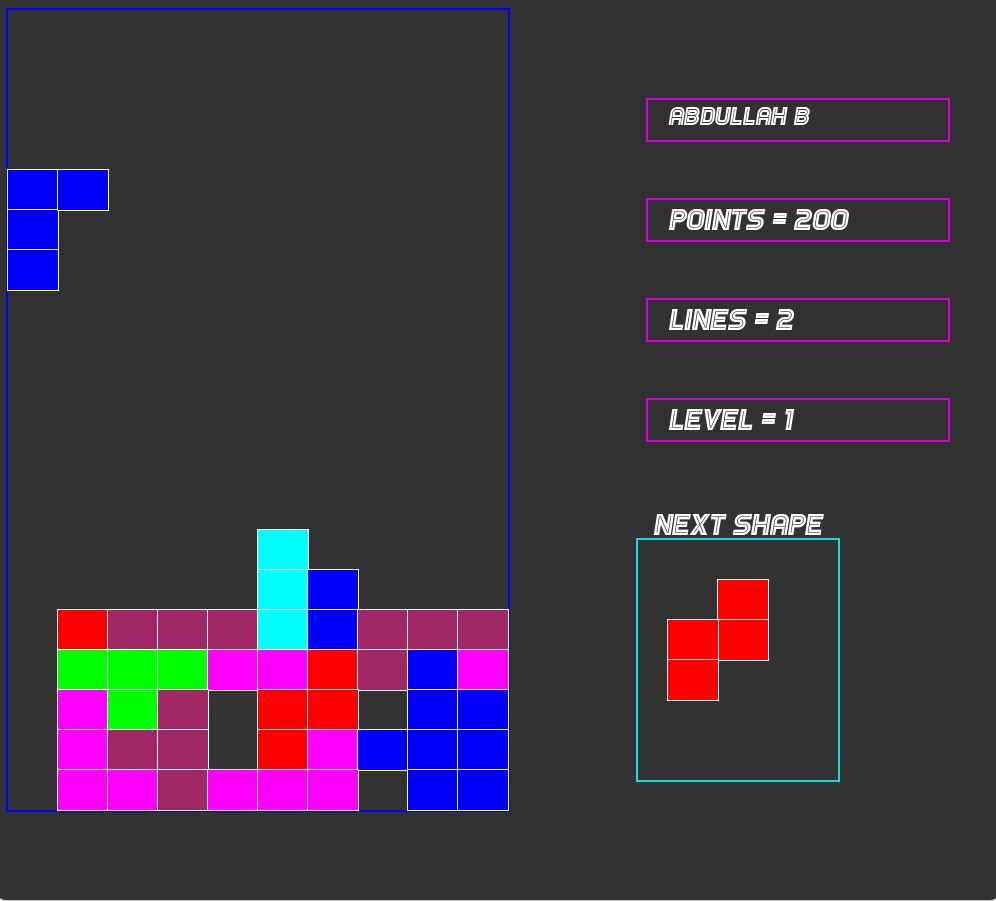 ABDULLAH B
POINTS = 200
LINES = 2
LEVEL = 1
NEXT SHAPE